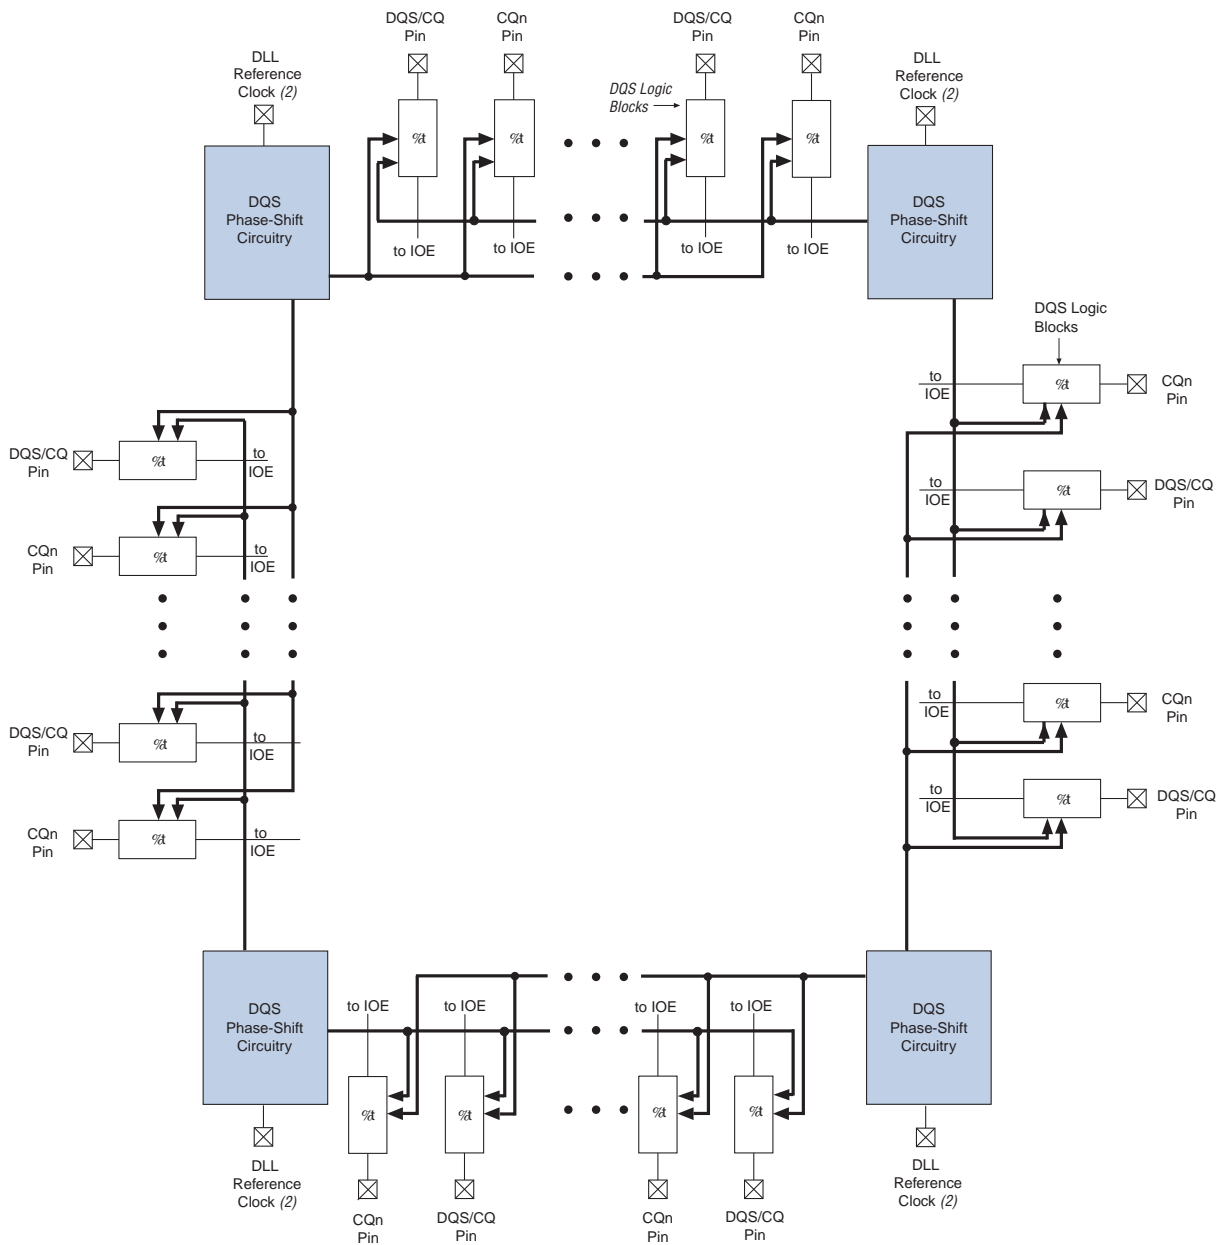 DQS/CQ
Pin
CQn
Pin
DQS/CQ
Pin
CQn
Pin
DLL
Reference
Clock (2)
DQS Logic
Blocks
DLL
Reference
Clock (2)
%t
%t
%t
%t
DQS
Phase-Shift
Circuitry
DQS
Phase-Shift
Circuitry
to IOE
to IOE
to IOE
to IOE
DQS Logic
Blocks
to
IOE
%t
CQn
Pin
DQS/CQ
Pin
%t
to
IOE
to
IOE
%t
DQS/CQ
Pin
CQn
Pin
%t
to
IOE
to
IOE
%t
CQn
Pin
DQS/CQ
Pin
%t
to
IOE
to
IOE
%t
DQS/CQ
Pin
CQn
Pin
%t
to
IOE
DQS
Phase-Shift
Circuitry
to IOE
to IOE
to IOE
to IOE
DQS
Phase-Shift
Circuitry
%t
%t
%t
%t
DLL
Reference
Clock (2)
CQn
Pin
DQS/CQ
Pin
CQn
Pin
DQS/CQ
Pin
DLL
Reference
Clock (2)